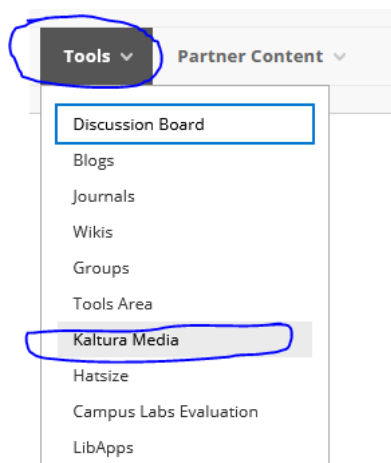 Tools Partner Content
Discussion Board
Blogs
Journals
Wikis
Groups
Tools Area
Kaltura Media
Hatsize
Campus Labs Evaluation
LibApps